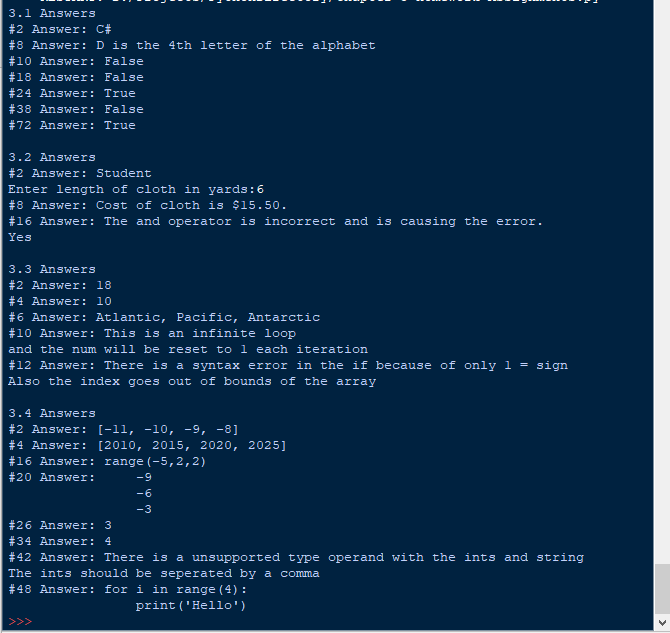 3.1 Answers
#2 Answer: C#
#8 Answer: D is the 4th letter of the alphabet
#10 Answer: False
#18 Answer: False
#24 Answer: True
#38 Answer: False
#72 Answer: True
3.2 Answers
#2 Answer: Student
Enter length of cloth in yards:6
#8 Answer: Cost of cloth is $15.50.
#16 Answer: The and operator is incorrect and is causing the error.
Yes
3.3 Answers
#2 Answer: 18
#4 Answer: 10
#6 Answer: Atlantic, Pacific, Antarctic
#10 Answer: This is an infinite loop
and the num will be reset to 1 each iteration
#12 Answer: There is a syntax error in the if because of only 1 = sign
Also the index goes out of bounds of the array
3.4 Answers
#2 Answer: [-11, -10, -9, -8]
#4 Answer: [2010, 2015, 2020, 2025]
#16 Answer: range(-5,2,2)
#20 Answer:     -9
-6
-3
#26 Answer: 3
#34 Answer: 4
#42 Answer: There is a unsupported type operand with the ints and string
The ints should be seperated by a comma
#48 Answer: for i in range(4):
print('Hello')
>>>